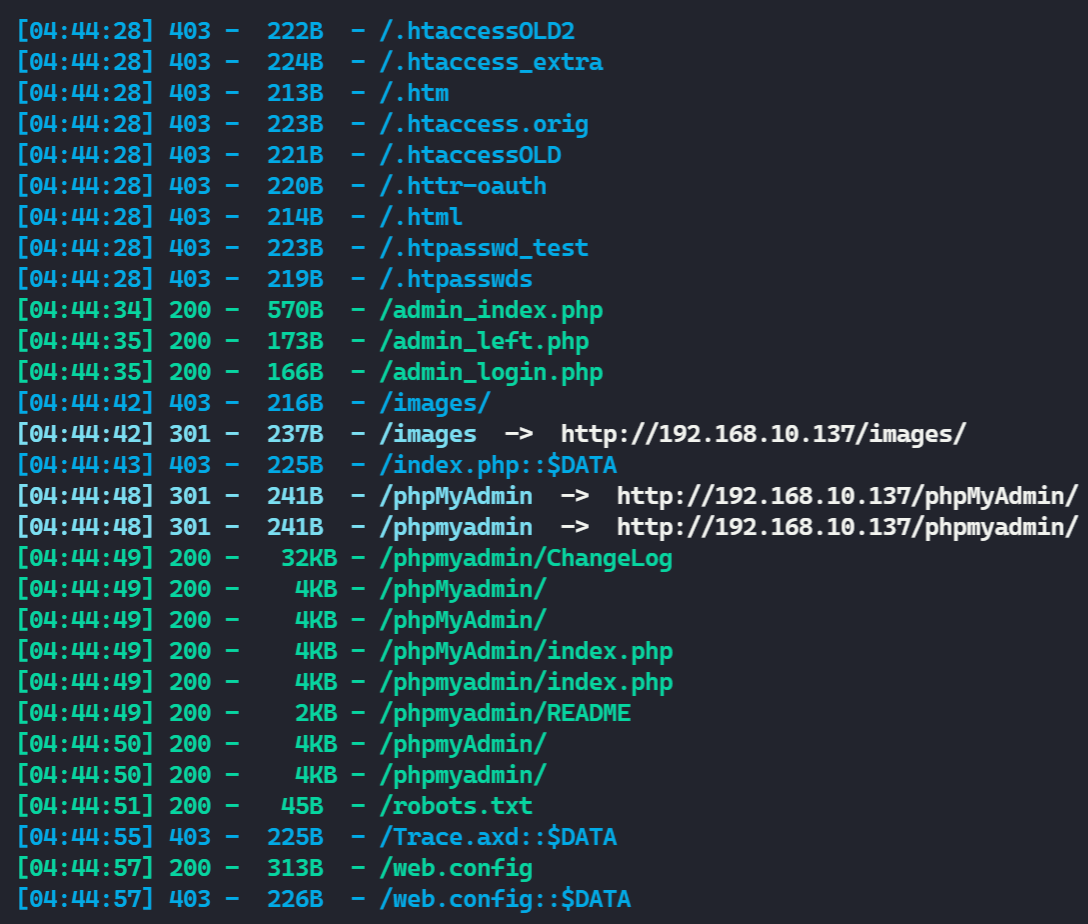 [04:44:28] 403 -  222B  - /.htaccessOLD2
[04:44:28] 403 -  224B  - /.htaccess_extra
[04:44:28] 403 -  213B  - /.htm
[04:44:28] 403 -  223B  - /.htaccess.orig
[04:44:28] 403 -  221B  - /.htaccessOLD
[04:44:28] 403 -  220B  - /.httr-oauth
[04:44:28] 403 -  214B  - /.html
[04:44:28] 403 -  223B  - /.htpasswd_test
[04:44:28] 403 -  219B  - /.htpasswds
[04:44:34] 200 -  570B  - /admin_index.php
[04:44:35] 200 -  173B  - /admin_left.php
[04:44:35] 200 -  166B  - /admin_login.php
[04:44:42] 403 -  216B  - /images/
[04:44:42] 301 -  237B  - /images  ->  http://192.168.10.137/images/
[04:44:43] 403 -  225B  - /index.php::$DATA
[04:44:48] 301 -  241B  - /phpMyAdmin  ->  http://192.168.10.137/phpMyAdmin/
[04:44:48] 301 -  241B  - /phpmyadmin  ->  http://192.168.10.137/phpmyadmin/
[04:44:49] 200 -   32KB - /phpmyadmin/ChangeLog
[04:44:49] 200 -    4KB - /phpMyadmin/
[04:44:49] 200 -    4KB - /phpMyAdmin/
[04:44:49] 200 -    4KB - /phpMyAdmin/index.php
[04:44:49] 200 -    4KB - /phpmyadmin/index.php
[04:44:49] 200 -    2KB - /phpmyadmin/README
[04:44:50] 200 -    4KB - /phpmyAdmin/
[04:44:50] 200 -    4KB - /phpmyadmin/
[04:44:51] 200 -   45B  - /robots.txt
[04:44:55] 403 -  225B  - /Trace.axd::$DATA
[04:44:57] 200 -  313B  - /web.config
[04:44:57] 403 -  226B  - /web.config::$DATA